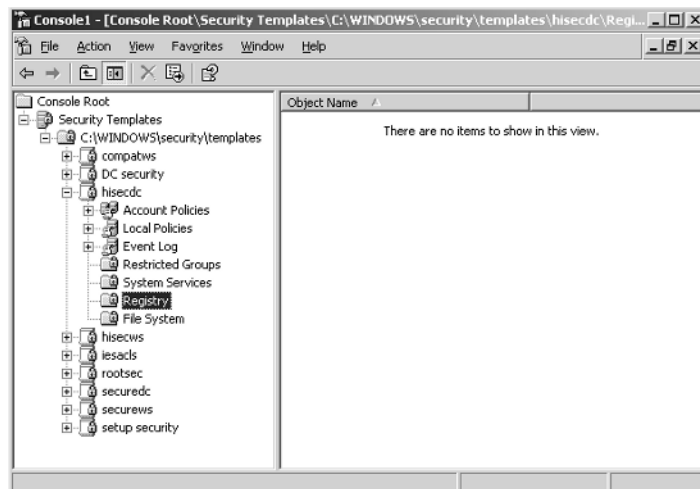 Console1 - [Console Root\Security Templates\C:\WINDOWS\security\templates\hisecdc\Regi...
File Action View Favorites Window Help
Console Root
Object Name
Security Templates
There are no items to show in this view.
C:\WINDOWS\security\templates
compatws
DC security
hisecdc
Account Policies
Local Policies
Event Log
Restricted Groups
System Services
Registry
File System
hisecws
iesacls
rootsec
securedc
securews
setup security